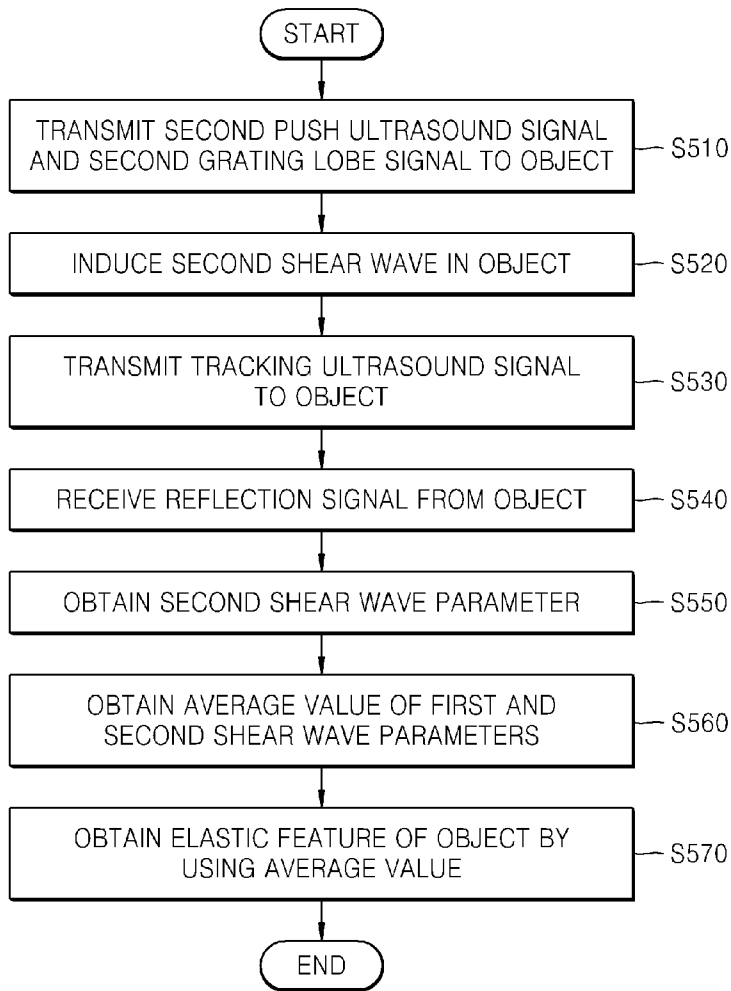 START
TRANSMIT SECOND PUSH ULTRASOUND SIGNAL
AND SECOND GRATING LOBE SIGNAL TO OBJECT
S510
INDUCE SECOND SHEAR WAVE IN OBJECT
S520
TRANSMIT TRACKING ULTRASOUND SIGNAL
TO OBJECT
S530
RECEIVE REFLECTION SIGNAL FROM OBJECT
S540
OBTAIN SECOND SHEAR WAVE PARAMETER
S550
OBTAIN AVERAGE VALUE OF FIRST AND
SECOND SHEAR WAVE PARAMETERS
S560
OBTAIN ELASTIC FEATURE OF OBJECT BY
USING AVERAGE VALUE
S570
END